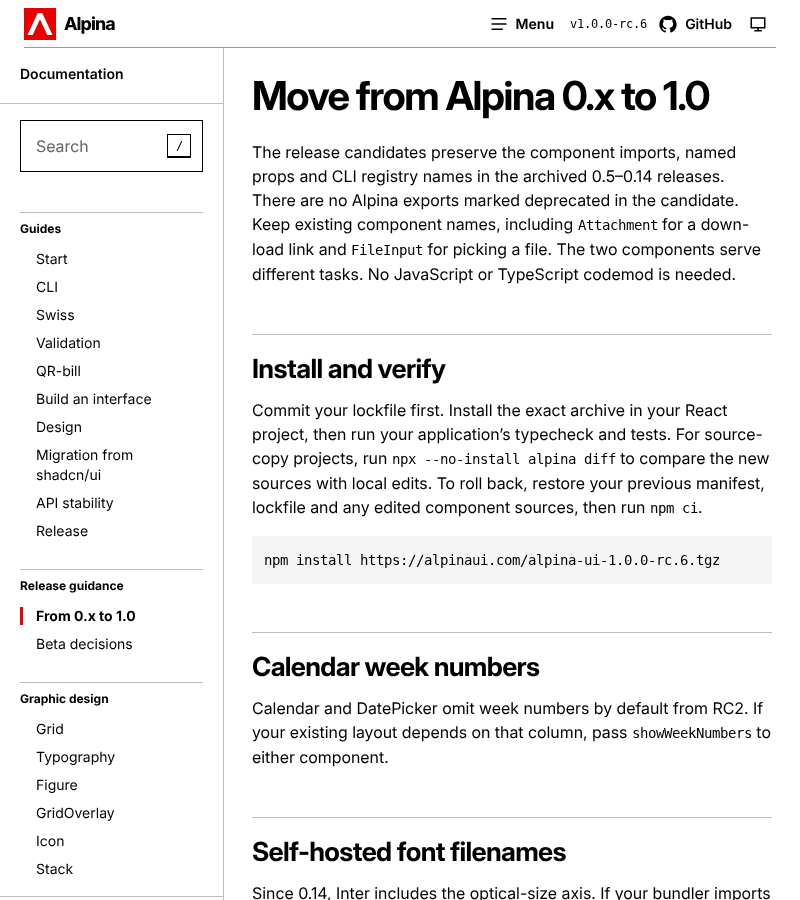 Alpina
Menu
v1.0.0-rc.6
GitHub
Documentation
Search
/
Guides
Start
CLI
Swiss
Validation
QR-bill
Build an interface
Design
Migration from
shadcn/ui
API stability
Release
Release guidance
From 0.x to 1.0
Beta decisions
Graphic design
Grid
Typography
Figure
GridOverlay
Icon
Stack
Move from Alpina 0.x to 1.0
The release candidates preserve the component imports, named
props and CLI registry names in the archived 0.5–0.14 releases.
There are no Alpina exports marked deprecated in the candidate.
Keep existing component names, including Attachment for a down-
load link and FileInput for picking a file. The two components serve
different tasks. No JavaScript or TypeScript codemod is needed.
Install and verify
Commit your lockfile first. Install the exact archive in your React
project, then run your application’s typecheck and tests. For source-
copy projects, run npx --no-install alpina diff to compare the new
sources with local edits. To roll back, restore your previous manifest,
lockfile and any edited component sources, then run npm ci.
npm install https://alpinaui.com/alpina-ui-1.0.0-rc.6.tgz
Calendar week numbers
Calendar and DatePicker omit week numbers by default from RC2. If
your existing layout depends on that column, pass showWeekNumbers to
either component.
Self-hosted font filenames
Since 0.14, Inter includes the optical-size axis. If your bundler imports